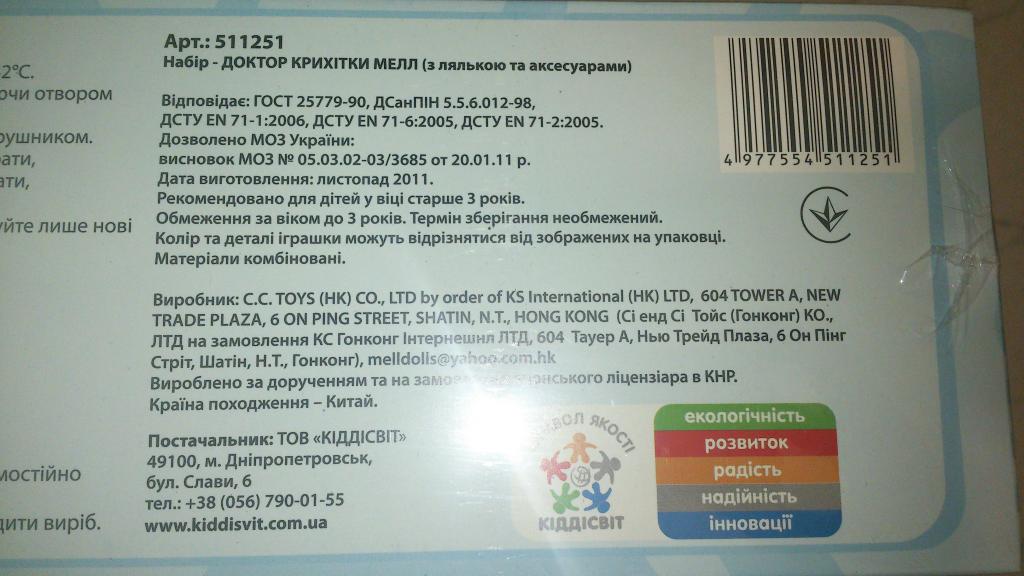 2°C.
ючи отвором
рушником.
рати,
ати,
уйте лише нові
мостійно
дити виріб.
Арт.: 511251
Набір - ДОКТОР КРИХІТКИ МЕЛЛ (з лялькою та аксесуарами)
Відповідає: ГОСТ 25779-90, ДСанПІН 5.5.6.012-98,
ДСТУ EN 71-1:2006, ДСТУ EN 71-6:2005, ДСТУ EN 71-2:2005.
Дозволено МОЗ України:
висновок МОЗ № 05.03.02-03/3685 от 20.01.11 р.
Дата виготовлення: листопад 2011.
Рекомендовано для дітей у віці старше 3 років.
Обмеження за віком до 3 років. Термін зберігання необмежений.
Колір та деталі іграшки можуть відрізнятися від зображених на упаковці.
Матеріали комбіновані.
4 977554 511251
Виробник: C.C. TOYS (HK) CO., LTD by order of KS International (HK) LTD, 604 TOWER A, NEW
TRADE PLAZA, 6 ON PING STREET, SHATIN, N.T., HONG KONG (Сі енд Сі Тойс (Гонконг) КО.,
ЛТД на замовлення КС Гонконг Інтернешнл ЛТД, 604 Тауер А, Нью Трейд Плаза, 6 Он Пінг
Стріт, Шатін, Н.Т., Гонконг), melldolls@yahoo.com.hk
Вироблено за дорученням та на ліцензіара в КНР.
Країна походження – Китай.
Постачальник: ТОВ «КІДДІСВІТ»
49100, м. Дніпропетровськ,
бул. Слави, 6
тел.: +38 (056) 790-01-55
www.kiddisvit.com.ua
ЯКОСТІ
КІДДІСВІТ
екологічність
розвиток
радість
надійність
інновації